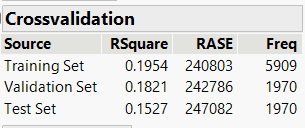 Crossvalidation
Source RSquare RASE Freq
Training Set 0.1954 240803 5909
Validation Set 0.1821 242786 1970
Test Set 0.1527 247082 1970